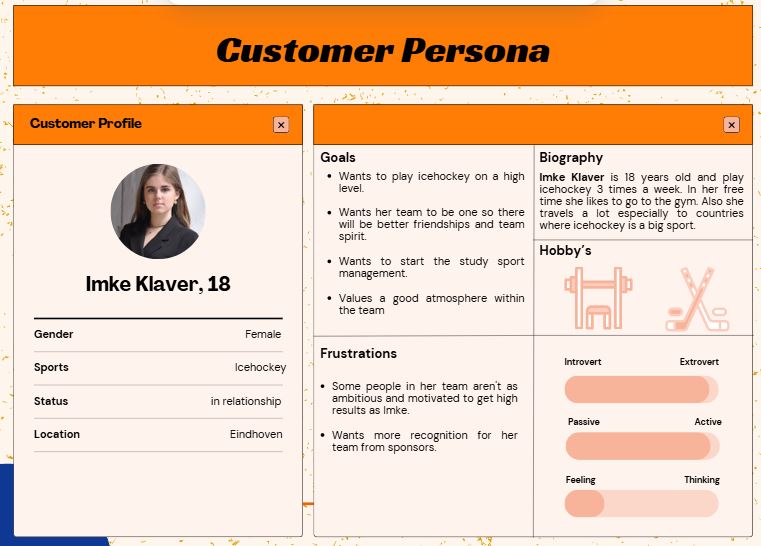 Customer Persona
Customer Profile
Imke Klaver, 18
Gender Female
Sports Icehockey
Status in relationship
Location Eindhoven
Goals
• Wants to play icehockey on a high
level.
• Wants her team to be one so there
will be better friendships and team
spirit.
• Wants to start the study sport
management.
• Values a good atmosphere within
the team
Frustrations
• Some people in her team aren't as
ambitious and motivated to get high
results as Imke.
• Wants more recognition for her
team from sponsors.
Biography
Imke Klaver is 18 years old and play
icehockey 3 times a week. In her free
time she likes to go to the gym. Also she
travels a lot especially to countries
where icehockey is a big sport.
Hobby's
Introvert Extrovert
Passive Active
Feeling Thinking